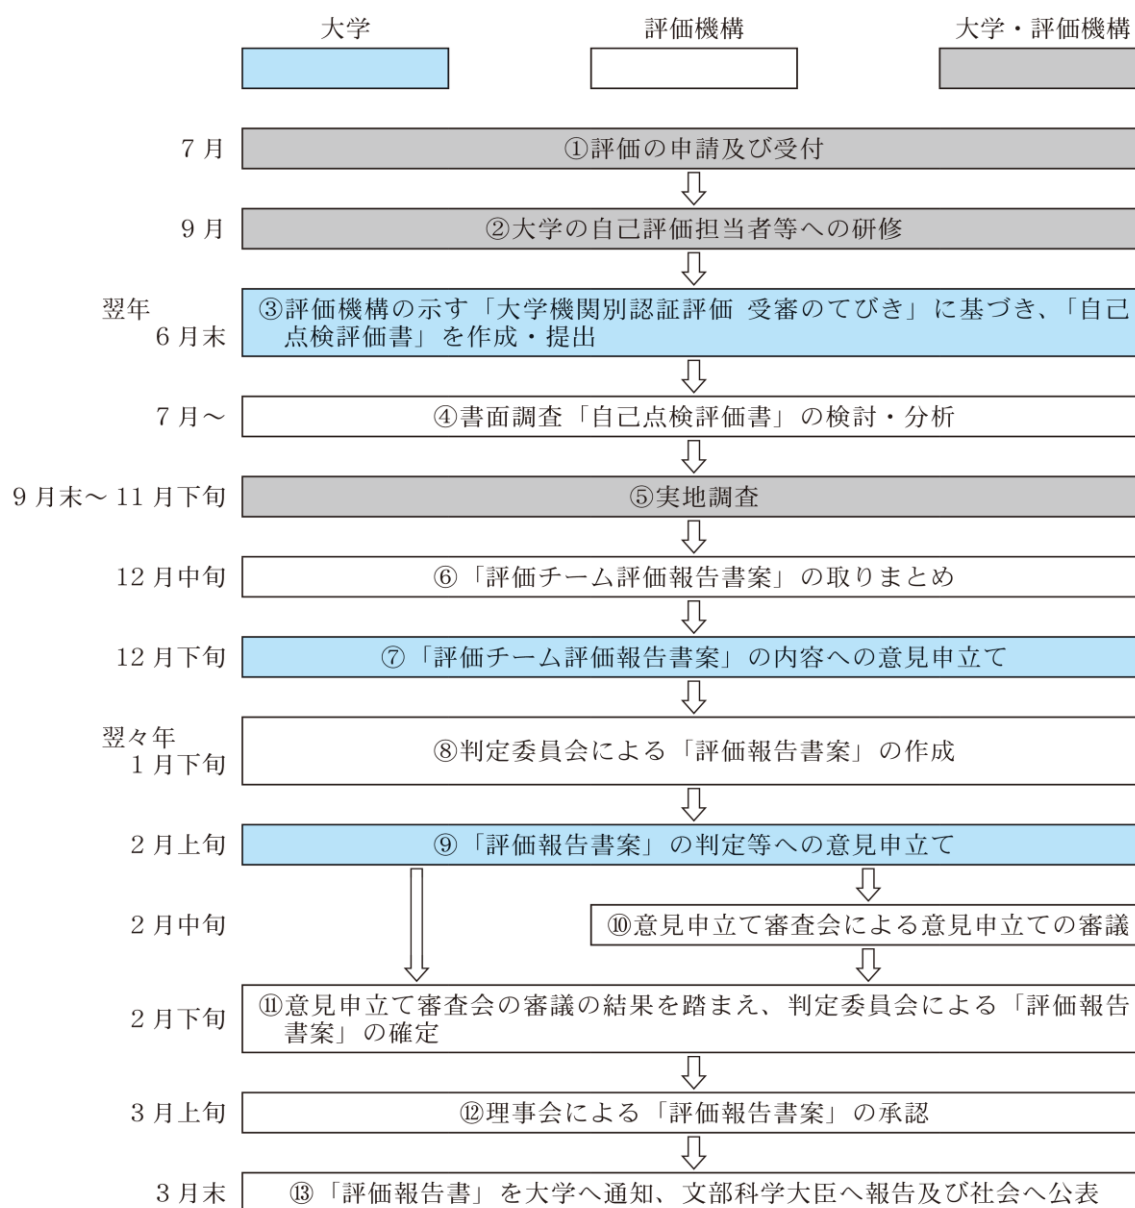 大学
評価機構
大学・評価機構
7月
①評価の申請及び受付
9月
②大学の自己評価担当者等への研修
翌年
6月末
③評価機構の示す「大学機関別認証評価 受審のてびき」に基づき、「自己
点検評価書」を作成・提出
7月～
④書面調査「自己点検評価書」の検討・分析
9月末～11月下旬
⑤実地調査
12月中旬
⑥「評価チーム評価報告書案」の取りまとめ
12月下旬
⑦「評価チーム評価報告書案」の内容への意見申立て
翌々年
1月下旬
⑧判定委員会による「評価報告書案」の作成
2月上旬
⑨「評価報告書案」の判定等への意見申立て
2月中旬
⑩意見申立て審査会による意見申立ての審議
2月下旬
⑪意見申立て審査会の審議の結果を踏まえ、判定委員会による「評価報告
書案」の確定
3月上旬
⑫理事会による「評価報告書案」の承認
3月末
⑬「評価報告書」を大学へ通知、文部科学大臣へ報告及び社会へ公表